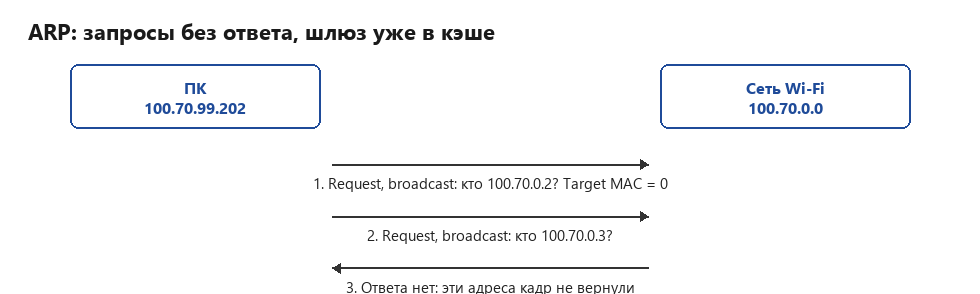 ARP: запросы без ответа, шлюз уже в кэше
ПК
100.70.99.202
Сеть Wi-Fi
100.70.0.0
1. Request, broadcast: кто 100.70.0.2? Target MAC = 0
2. Request, broadcast: кто 100.70.0.3?
3. Ответа нет: эти адреса кадр не вернули